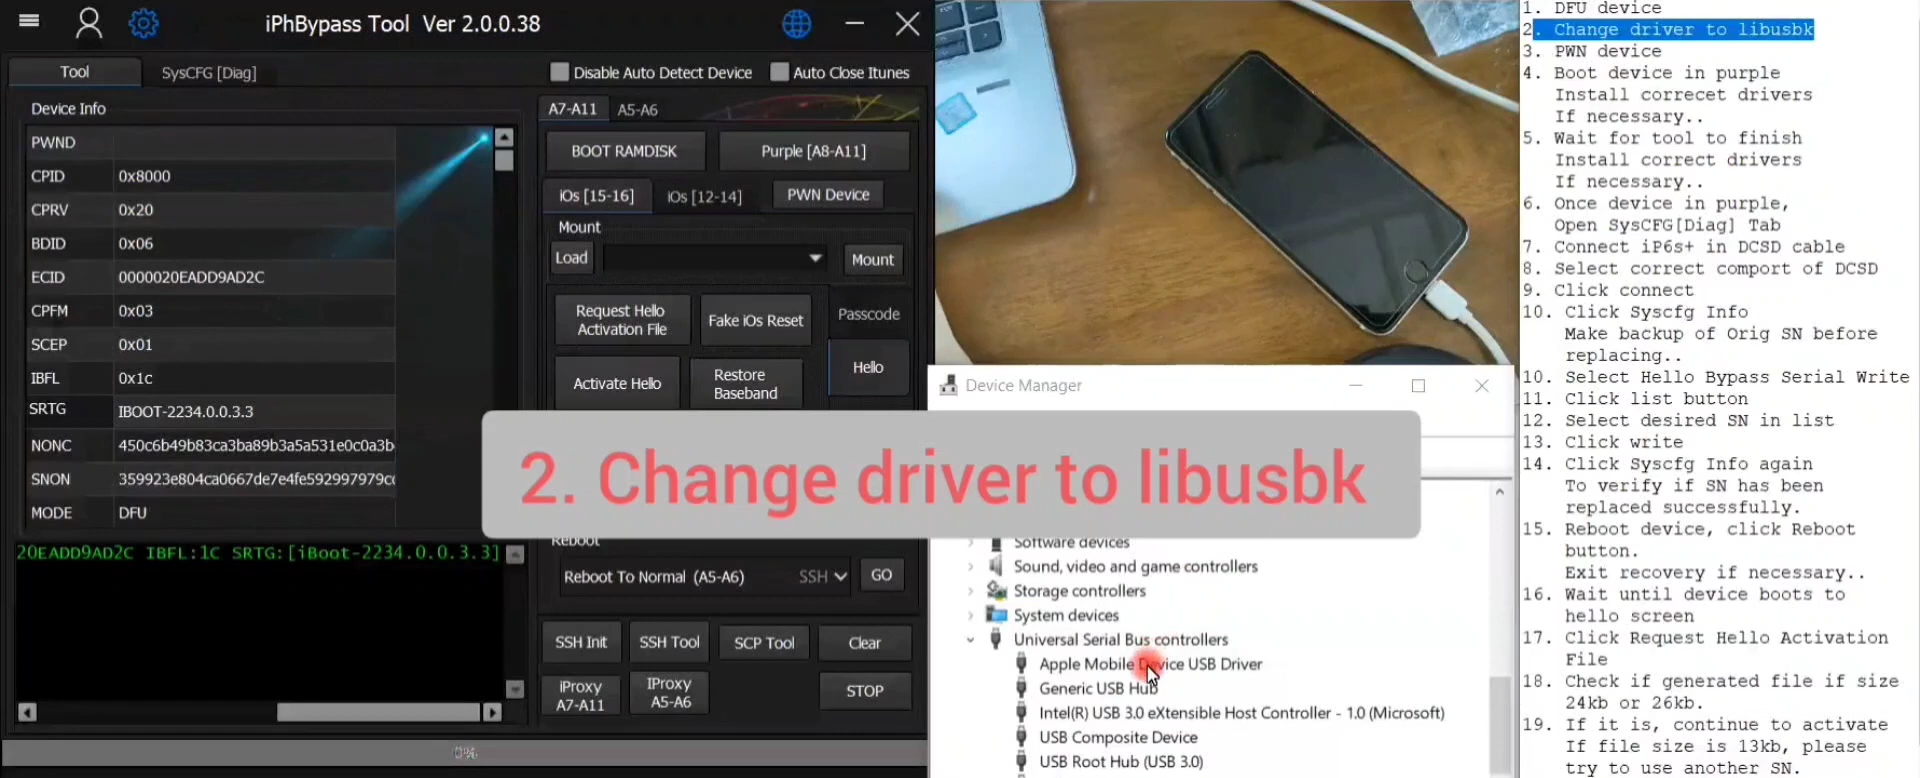 iPhBypass Tool Ver 2.0.0.38
Tool
SysCFG [Diag]
Disable Auto Detect Device
Auto Close Itunes
Device Info
PWND
CPID 0x8000
CPRV 0x20
BDID 0x06
ECID 0000020EADD9AD2C
CPFM 0x03
SCEP 0x01
IBFL 0x1c
SRTG IBOOT-2234.0.0.3.3
NONC 450c6b49b83ca3ba89b3a5a531e0c0a3b
SNON 359923e804ca0667de7e4fe592997979c
MODE DFU
20EADD9AD2C IBFL:1C SRTG:[iBoot-2234.0.0.3.3]
A7-A11
A5-A6
BOOT RAMDISK
Purple [A8-A11]
iOs [15-16]
iOs [12-14]
PWN Device
Mount
Load
Mount
Request Hello
Activation File
Fake iOs Reset
Passcode
Hello
Activate Hello
Restore
Baseband
Reboot
Reboot To Normal (A5-A6)
SSH
GO
SSH Init
SSH Tool
SCP Tool
Clear
iProxy
A7-A11
IProxy
A5-A6
STOP
0%
Device Manager
2. Change driver to libusbk
Software devices
Sound, video and game controllers
Storage controllers
System devices
Universal Serial Bus controllers
Apple Mobile Device USB Driver
Generic USB Hub
Intel(R) USB 3.0 eXtensible Host Controller - 1.0 (Microsoft)
USB Composite Device
USB Root Hub (USB 3.0)
1. DFU device
2. Change driver to libusbk
3. PWN device
4. Boot device in purple
Install correcet drivers
If necessary..
5. Wait for tool to finish
Install correct drivers
If necessary..
6. Once device in purple,
Open SysCFG[Diag] Tab
7. Connect iP6s+ in DCSD cable
8. Select correct comport of DCSD
9. Click connect
10. Click Syscfg Info
Make backup of Orig SN before
replacing..
10. Select Hello Bypass Serial Write
11. Click list button
12. Select desired SN in list
13. Click write
14. Click Syscfg Info again
To verify if SN has been
replaced successfully.
15. Reboot device, click Reboot
button.
Exit recovery if necessary..
16. Wait until device boots to
hello screen
17. Click Request Hello Activation
File
18. Check if generated file if size
24kb or 26kb.
19. If it is, continue to activate
If file size is 13kb, please
try to use another SN.